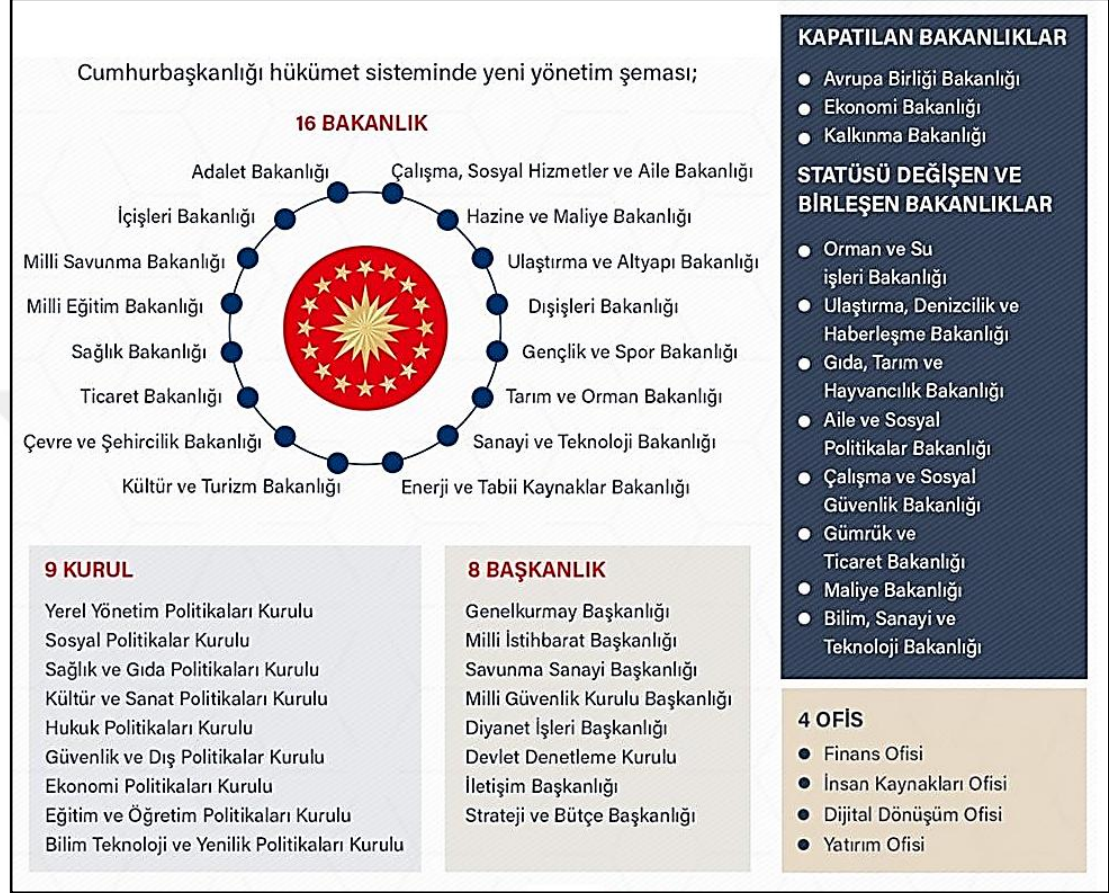 Cumhurbaşkanlığı hükümet sisteminde yeni yönetim şeması;
16 BAKANLIK
Adalet Bakanlığı
İçişleri Bakanlığı
Milli Savunma Bakanlığı
Milli Eğitim Bakanlığı
Sağlık Bakanlığı
Ticaret Bakanlığı
Çevre ve Şehircilik Bakanlığı
Kültür ve Turizm Bakanlığı
Çalışma, Sosyal Hizmetler ve Aile Bakanlığı
Hazine ve Maliye Bakanlığı
Ulaştırma ve Altyapı Bakanlığı
Dışişleri Bakanlığı
Gençlik ve Spor Bakanlığı
Tarım ve Orman Bakanlığı
Sanayi ve Teknoloji Bakanlığı
Enerji ve Tabii Kaynaklar Bakanlığı
9 KURUL
Yerel Yönetim Politikaları Kurulu
Sosyal Politikalar Kurulu
Sağlık ve Gıda Politikaları Kurulu
Kültür ve Sanat Politikaları Kurulu
Hukuk Politikaları Kurulu
Güvenlik ve Dış Politikalar Kurulu
Ekonomi Politikaları Kurulu
Eğitim ve Öğretim Politikaları Kurulu
Bilim Teknoloji ve Yenilik Politikaları Kurulu
8 BAŞKANLIK
Genelkurmay Başkanlığı
Milli İstihbarat Başkanlığı
Savunma Sanayi Başkanlığı
Milli Güvenlik Kurulu Başkanlığı
Diyanet İşleri Başkanlığı
Devlet Denetleme Kurulu
İletişim Başkanlığı
Strateji ve Bütçe Başkanlığı
KAPATILAN BAKANLIKLAR
Avrupa Birliği Bakanlığı
Ekonomi Bakanlığı
Kalkınma Bakanlığı
STATÜSÜ DEĞİŞEN VE
BİRLEŞEN BAKANLIKLAR
Orman ve Su
işleri Bakanlığı
Ulaştırma, Denizcilik ve
Haberleşme Bakanlığı
Gıda, Tarım ve
Hayvancılık Bakanlığı
Aile ve Sosyal
Politikalar Bakanlığı
Çalışma ve Sosyal
Güvenlik Bakanlığı
Gümrük ve
Ticaret Bakanlığı
Maliye Bakanlığı
Bilim, Sanayi ve
Teknoloji Bakanlığı
4 OFİS
Finans Ofisi
İnsan Kaynakları Ofisi
Dijital Dönüşüm Ofisi
Yatırım Ofisi